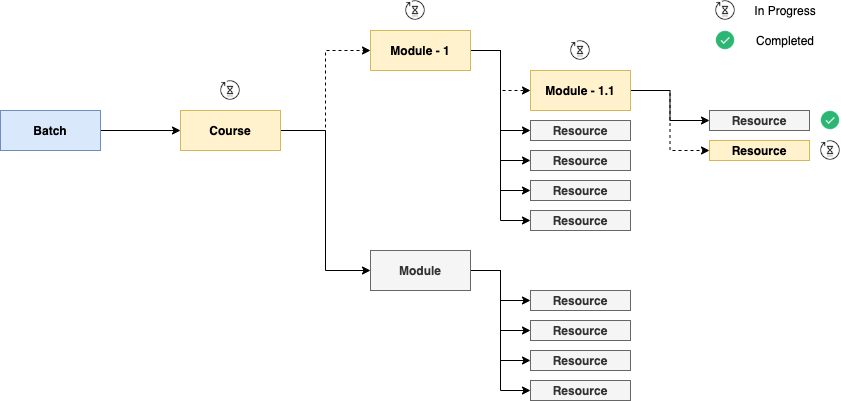 In Progress
Completed
Module - 1
Module - 1.1
Batch
Course
Resource
Resource
Resource
Resource
Resource
Resource
Module
Resource
Resource
Resource
Resource